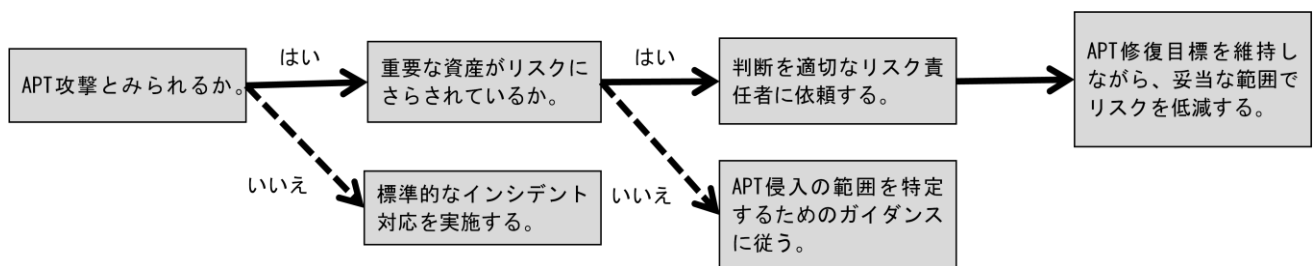 APT攻撃とみられるか。
はい
重要な資産がリスクに
さらされているか。
はい
判断を適切なリスク責
任者に依頼する。
APT修復目標を維持し
ながら、妥当な範囲で
リスクを低減する。
いいえ
標準的なインシデント
対応を実施する。
いいえ
APT侵入の範囲を特定
するためのガイダンス
に従う。